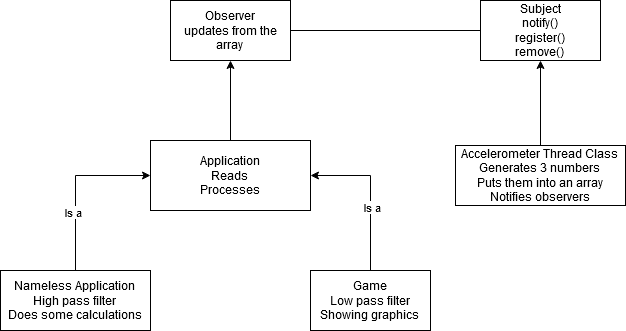 Observer
updates from the
array
Subject
notify()
register()
remove()
Application
Reads
Processes
Accelerometer Thread Class
Generates 3 numbers
Puts them into an array
Notifies observers
Is a
Is a
Nameless Application
High pass filter
Does some calculations
Game
Low pass filter
Showing graphics